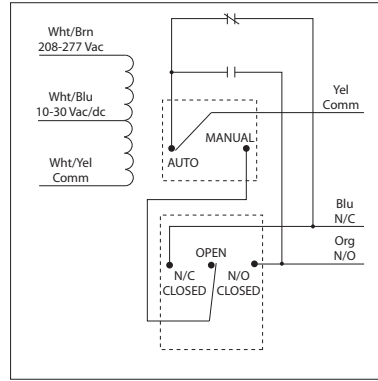 Wht/Brn
208-277 Vac
Wht/Blu
10-30 Vac/dc
Wht/Yel
Comm
Yel
Comm
MANUAL
AUTO
Blu
N/C
Org
N/O
OPEN
N/C
CLOSED
N/O
CLOSED